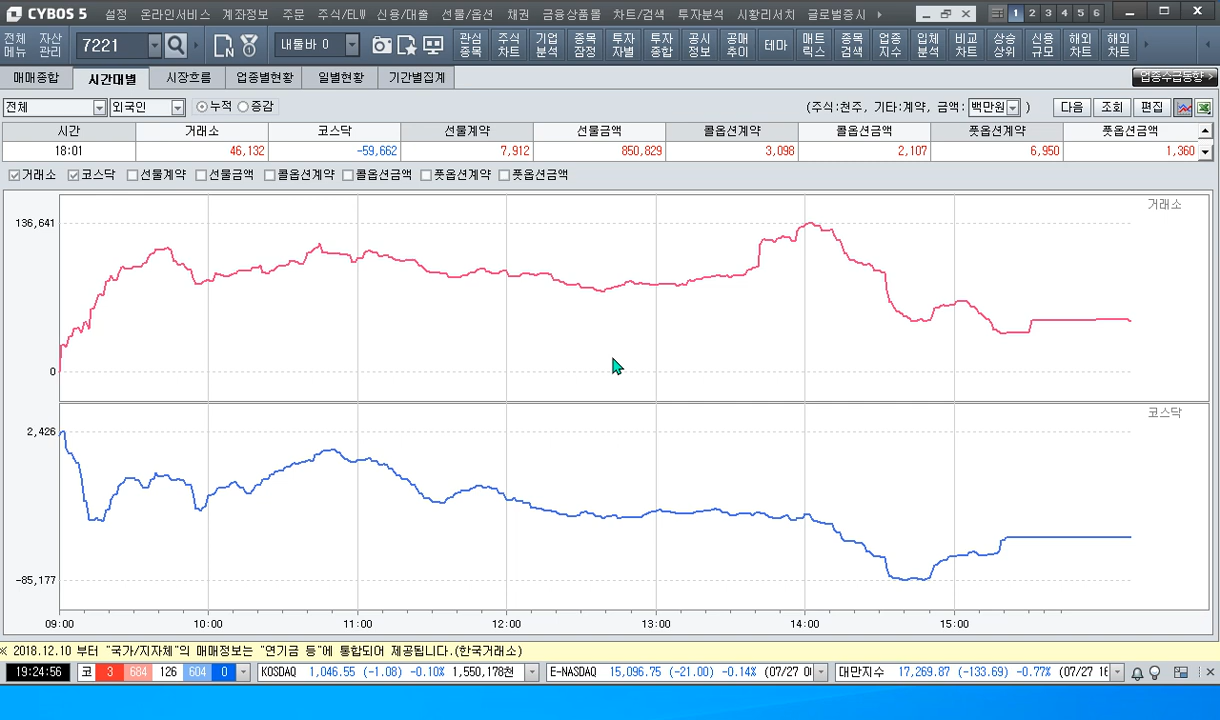 CYBOS 5 설정 온라인서비스 계좌정보 주문 주식/ELW 신용/대출 선물/옵션 채권 금융상품몰 차트/검색 투자분석 시황리서치 글로벌증시 1 2 3 4 5 6
전체메뉴 자산관리 7221 내툴바 0 관심종목 주식차트 기업분석 종목잠정 투자자별 투자종합 공시정보 공매추이 테마 매트릭스 종목검색 업종지수 입체분석 비교차트 상승상위 신용규모 해외차트 해외차트
매매종합 시간대별 시장흐름 업종별현황 일별현황 기간별집계 업종수급동향 >
전체 외국인 누적 증감 (주식:천주, 기타:계약, 금액: 백만원 ) 다음 조회 편집
시간 거래소 코스닥 선물계약 선물금액 콜옵션계약 콜옵션금액 풋옵션계약 풋옵션금액
18:01 46,132 -59,662 7,912 850,829 3,098 2,107 6,950 1,360
거래소 코스닥 선물계약 선물금액 콜옵션계약 콜옵션금액 풋옵션계약 풋옵션금액
거래소
136,641
0
코스닥
2,426
-85,177
09:00 10:00 11:00 12:00 13:00 14:00 15:00
※ 2018.12.10 부터 "국가/지자체"의 매매정보는 "연기금 등"에 통합되어 제공됩니다.(한국거래소)
19:24:56 코 3 684 126 604 0 KOSDAQ 1,046.55 (-1.08) -0.10% 1,550,178천 E-NASDAQ 15,096.75 (-21.00) -0.14% (07/27 대만지수 17,269.87 (-133.69) -0.77% (07/27